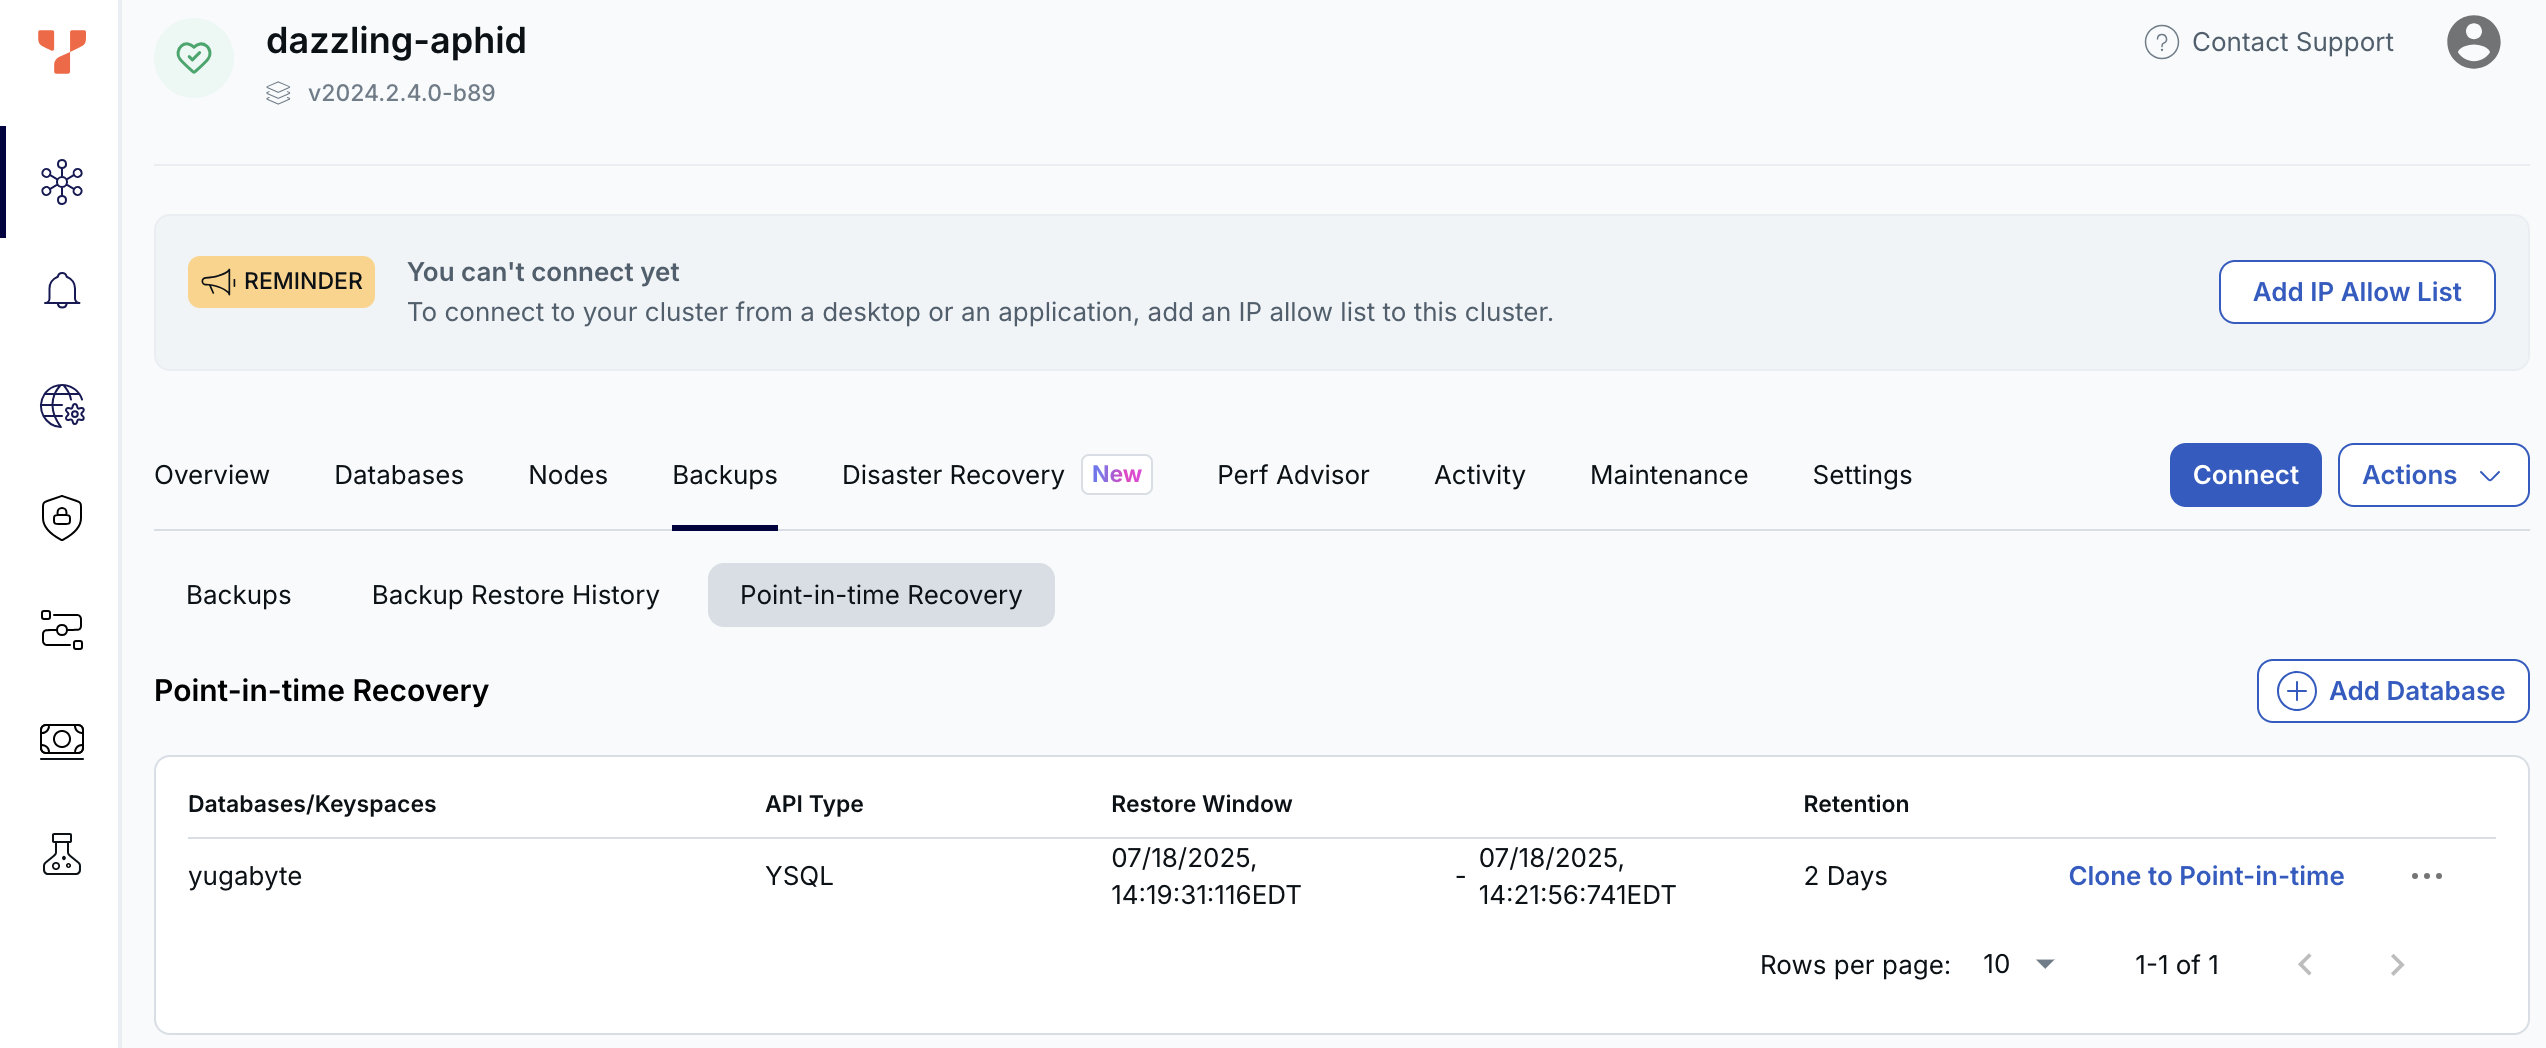 dazzling-aphid
v2024.2.4.0-b89
? Contact Support
REMINDER
You can't connect yet
To connect to your cluster from a desktop or an application, add an IP allow list to this cluster.
Add IP Allow List
Overview Databases Nodes Backups Disaster Recovery New Perf Advisor Activity Maintenance Settings Connect Actions
Backups Backup Restore History Point-in-time Recovery
Point-in-time Recovery
Add Database
Databases/Keyspaces API Type Restore Window Retention
yugabyte YSQL 07/18/2025, 14:19:31:116EDT - 07/18/2025, 14:21:56:741EDT 2 Days Clone to Point-in-time
Rows per page: 10 1-1 of 1